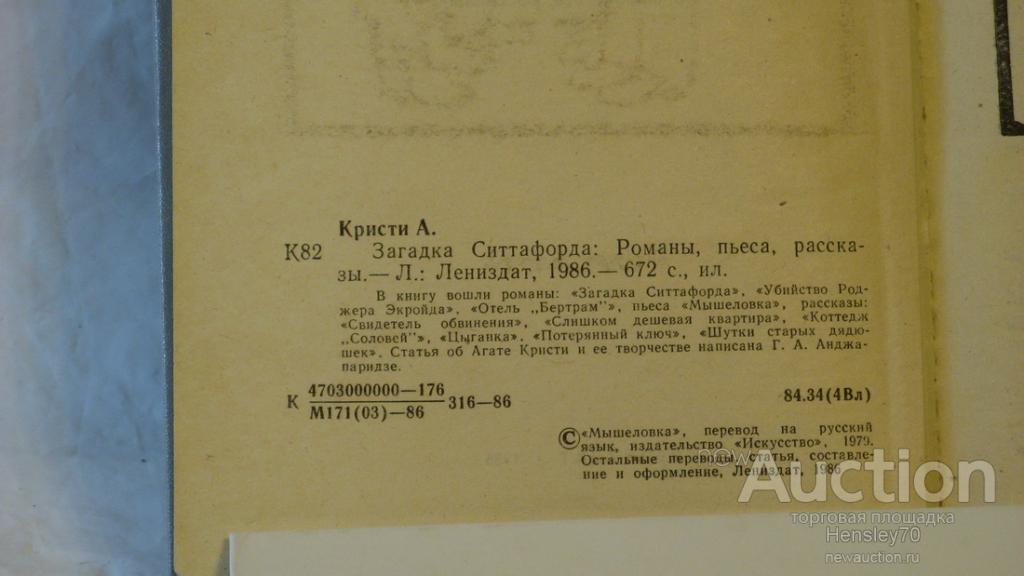 Кристи А.
К82 Загадка Ситтафорда: Романы, пьеса, расска-
зы.— Л.: Лениздат, 1986.— 672 с., ил.
В книгу вошли романы: «Загадка Ситтафорда», «Убийство Род-
жера Экройда», «Отель „Бертрам"», пьеса «Мышеловка», рассказы:
«Свидетель обвинения», «Слишком дешевая квартира», «Коттедж
„Соловей"», «Цыганка», «Потерянный ключ», «Шутки старых дядю-
шек». Статья об Агате Кристи и ее творчестве написана Г. А. Анджа-
паридзе.
К 4703000000—176
М171(03)—86
316—86
84.34(4Вл)
© «Мышеловка», перевод на русский
язык, издательство «Искусство», 1979.
Остальные переводы, статья, составле-
ние и оформление, Лениздат, 1986
Auction
торговая площадка
Hensley70
newauction.ru